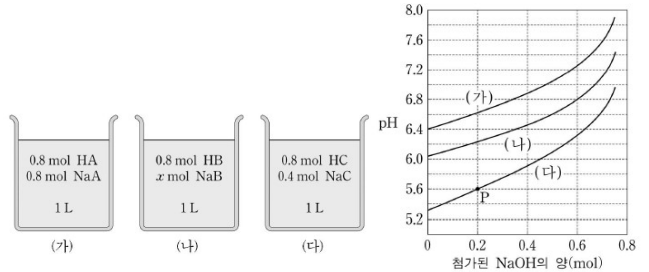 0.8 mol HA
0.8 mol NaA
1 L
(가)
0.8 mol HB
x mol NaB
1 L
(나)
0.8 mol HC
0.4 mol NaC
1 L
(다)
pH
8.0
7.6
7.2
6.8
6.4
6.0
5.6
5.2
(가)
(나)
(다)
P
0 0.2 0.4 0.6 0.8
첨가된 NaOH의 양(mol)